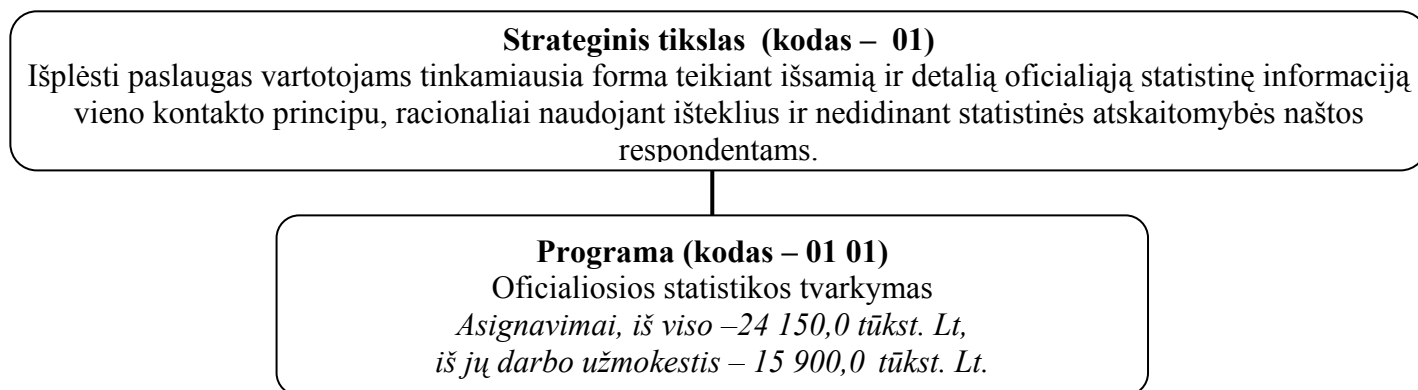 Strateginis tikslas (kodas – 01)
Išplėsti paslaugas vartotojams tinkamiausia forma teikiant išsamią ir detalią oficialiąją statistinę informaciją
vieno kontakto principu, racionaliai naudojant išteklius ir nedidinant statistinės atskaitomybės naštos
respondentams.
Programa (kodas – 01 01)
Oficialiosios statistikos tvarkymas
Asignavimai, iš viso –24 150,0 tūkst. Lt,
iš jų darbo užmokestis – 15 900,0 tūkst. Lt.